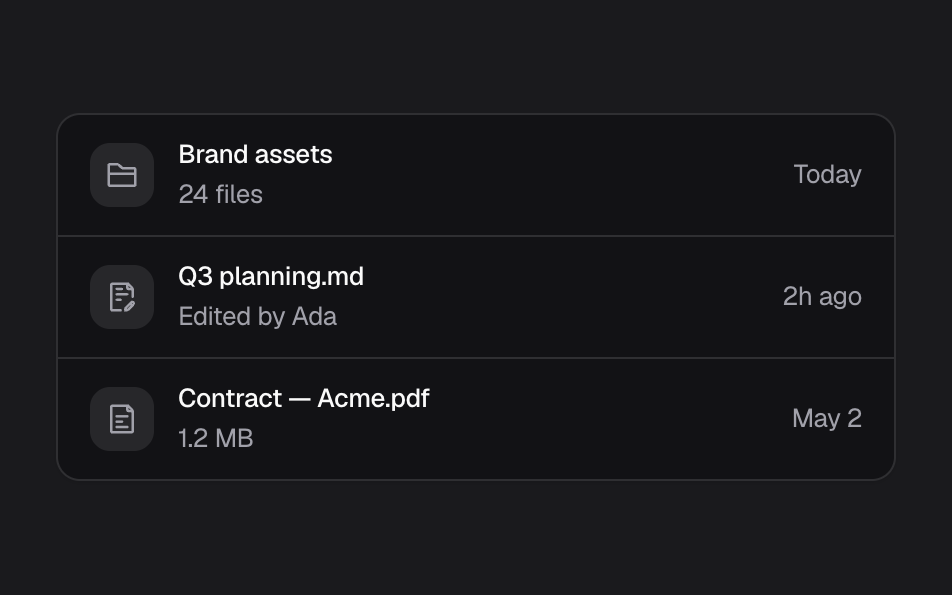 Brand assets
24 files
Today
Q3 planning.md
Edited by Ada
2h ago
Contract — Acme.pdf
1.2 MB
May 2